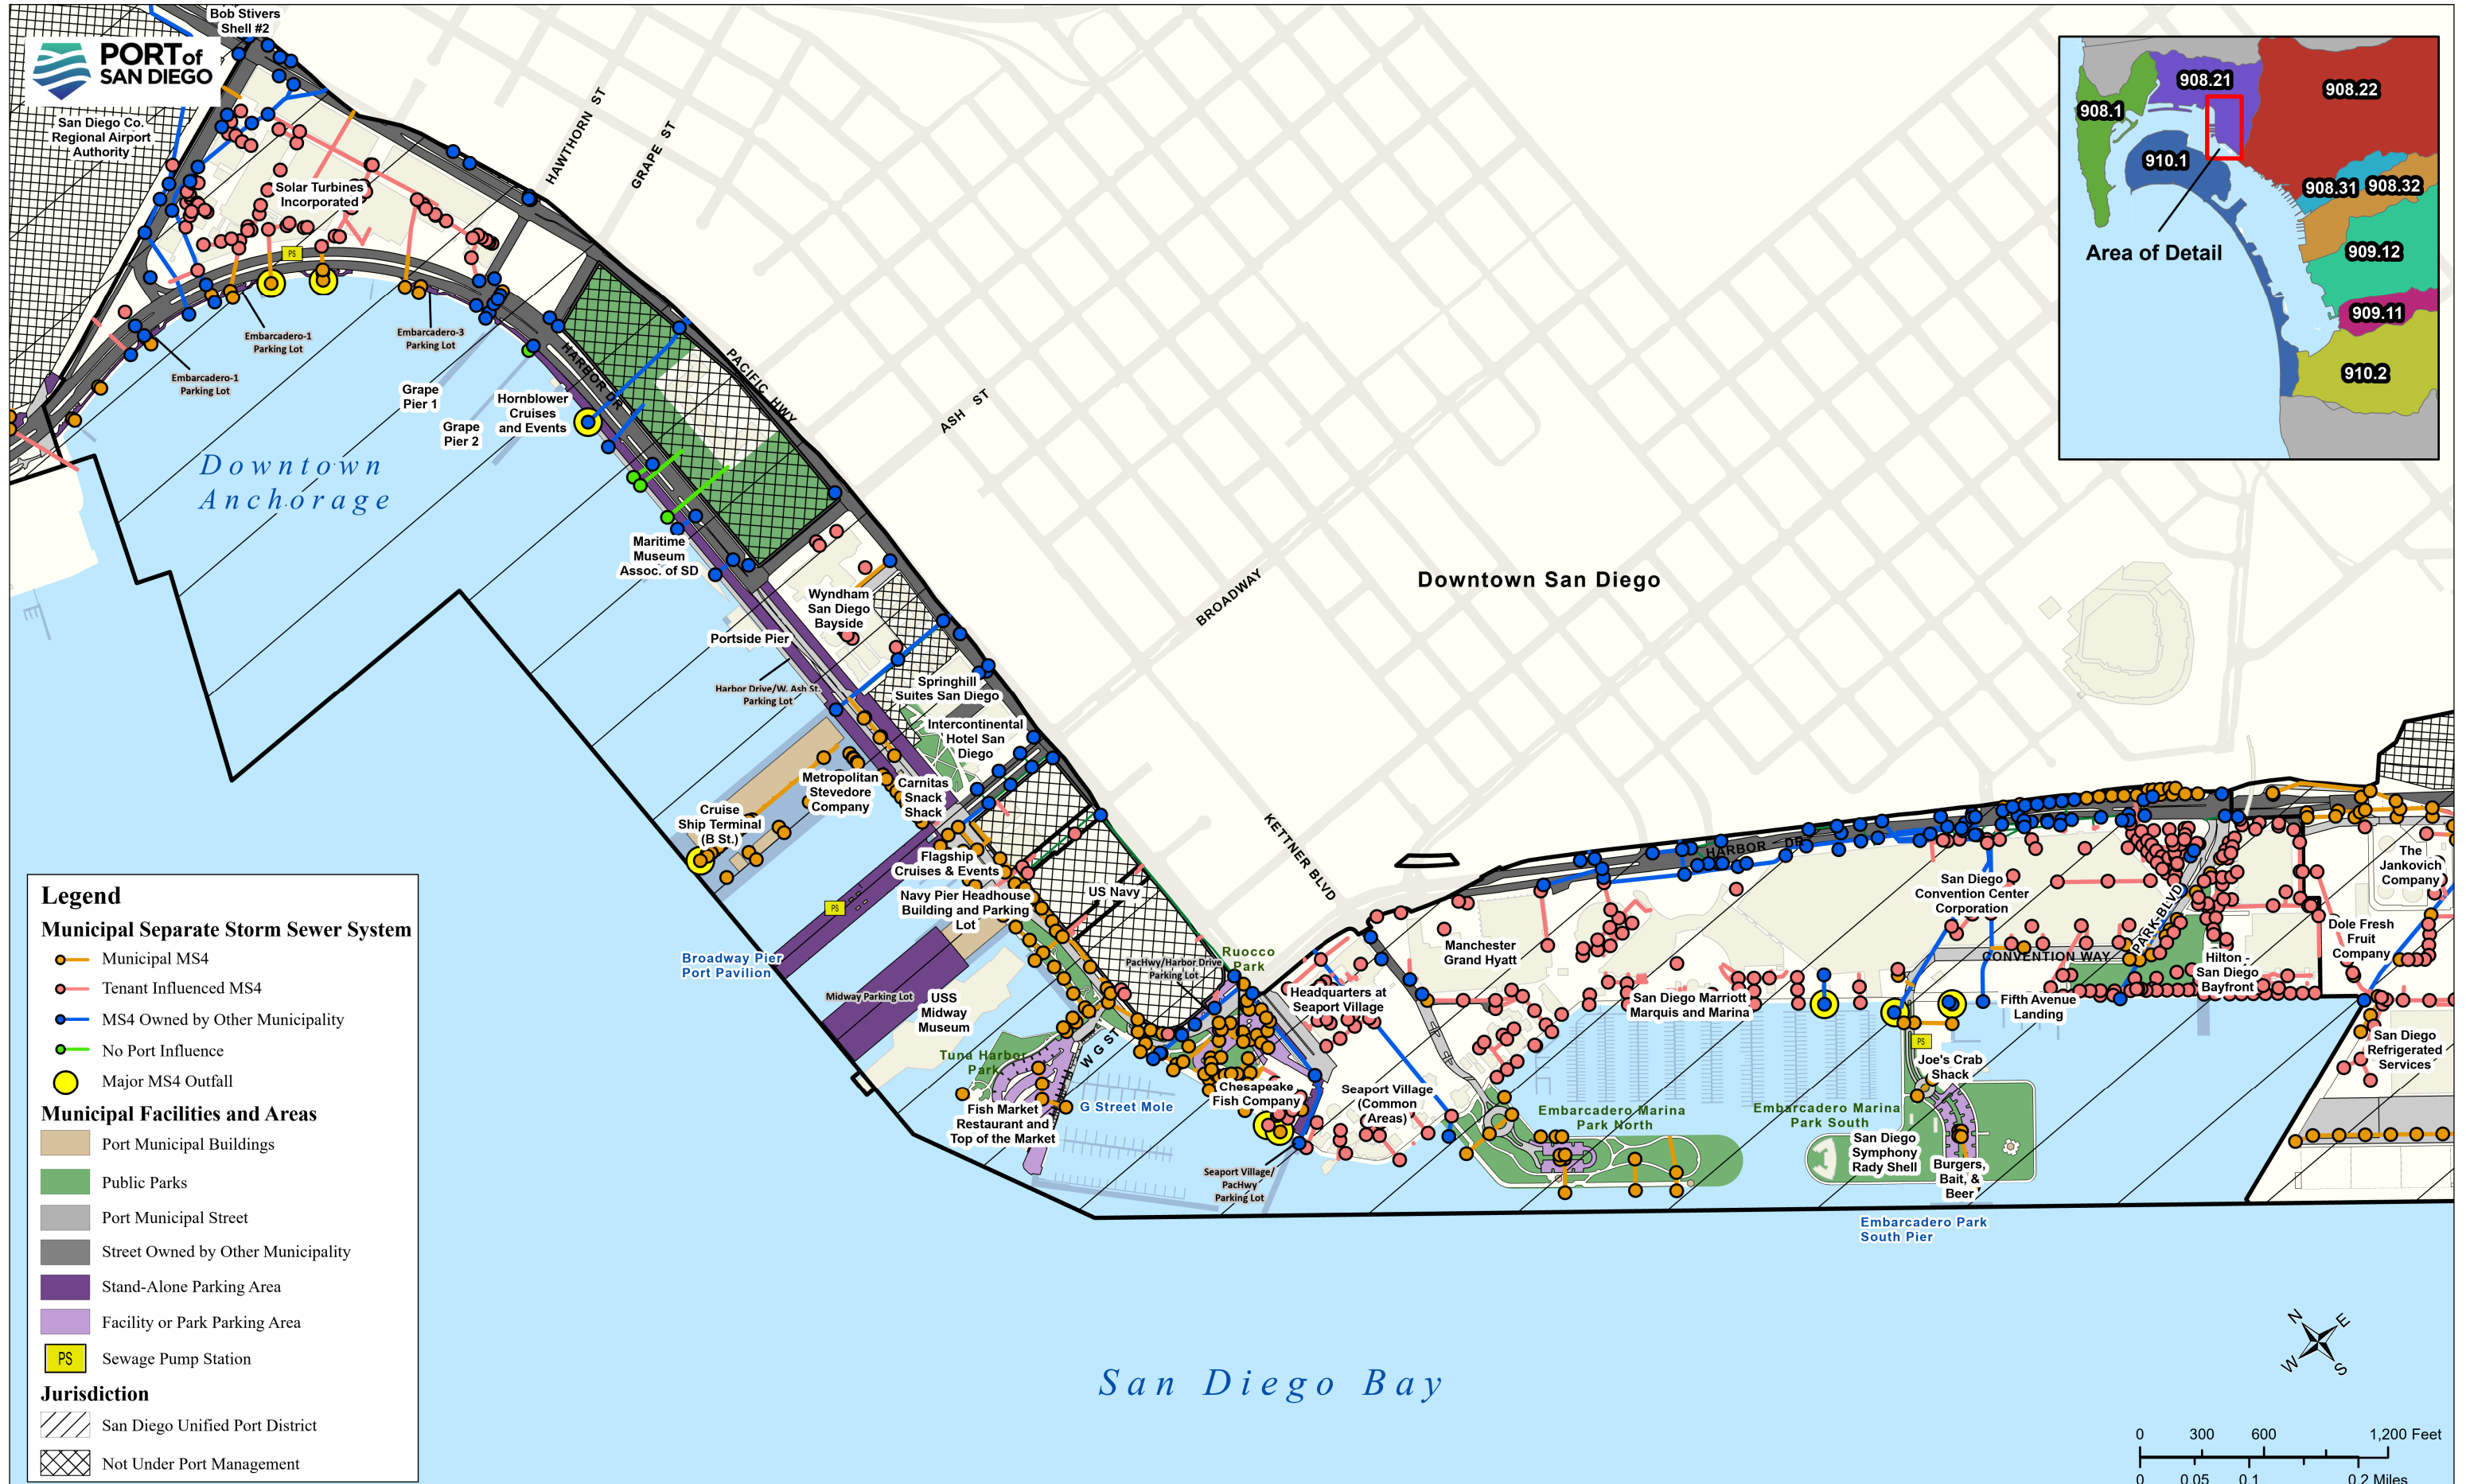 Bob Stivers
Shell #2
PORT of
SAN DIEGO
San Diego Co.
Regional Airport
Authority
Solar Turbines
Incorporated
PS
HAWTHORN ST
GRAPE ST
Embarcadero-1
Parking Lot
Embarcadero-3
Parking Lot
Embarcadero-1
Parking Lot
Grape
Pier 1
Grape
Pier 2
Hornblower
Cruises
and Events
HARBOR DR
PACIFIC HWY
ASH ST
BROADWAY
KETTNER BLVD
Downtown
Anchorage
Maritime
Museum
Assoc. of SD
Wyndham
San Diego
Bayside
Portside Pier
Harbor Drive/W. Ash St.
Parking Lot
Springhill
Suites San Diego
Intercontinental
Hotel San
Diego
Metropolitan
Stevedore
Company
Carnitas
Snack
Shack
Cruise
Ship Terminal
(B St.)
Flagship
Cruises & Events
Navy Pier Headhouse
Building and Parking
Lot
US Navy
PS
Broadway Pier
Port Pavilion
Midway Parking Lot
USS
Midway
Museum
PacHwy/Harbor Drive
Parking Lot
Ruocco
Park
Tuna Harbor
Park
W G ST
G Street Mole
Fish Market
Restaurant and
Top of the Market
Chesapeake
Fish Company
Headquarters at
Seaport Village
Seaport Village
(Common
Areas)
Seaport Village/
PacHwy
Parking Lot
Downtown San Diego
Manchester
Grand Hyatt
HARBOR DR
San Diego Marriott
Marquis and Marina
San Diego
Convention Center
Corporation
CONVENTION WAY
PARK BLVD
Hilton -
San Diego
Bayfront
Fifth Avenue
Landing
PS
Joe's Crab
Shack
Embarcadero Marina
Park North
Embarcadero Marina
Park South
San Diego
Symphony
Rady Shell
Burgers,
Bait, &
Beer
Embarcadero Park
South Pier
The
Jankovich
Company
Dole Fresh
Fruit
Company
San Diego
Refrigerated
Services
San Diego Bay
908.21
908.22
908.1
910.1
908.31
908.32
909.12
909.11
910.2
Area of Detail
Legend
Municipal Separate Storm Sewer System
Municipal MS4
Tenant Influenced MS4
MS4 Owned by Other Municipality
No Port Influence
Major MS4 Outfall
Municipal Facilities and Areas
Port Municipal Buildings
Public Parks
Port Municipal Street
Street Owned by Other Municipality
Stand-Alone Parking Area
Facility or Park Parking Area
PS Sewage Pump Station
Jurisdiction
San Diego Unified Port District
Not Under Port Management
N
E
W
S
0 300 600 1,200 Feet
0 0.05 0.1 0.2 Miles